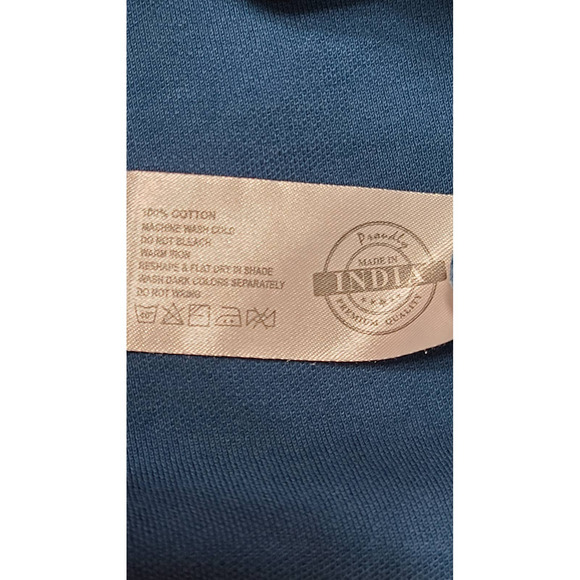 100% COTTON
MACHINE WASH COLD
DO NOT BLEACH
WARM IRON
RESHAPE & FLAT DRY IN SHADE
WASH DARK COLORS SEPARATELY
DO NOT WRING
40°
Proudly
MADE IN
INDIA
PREMIUM QUALITY